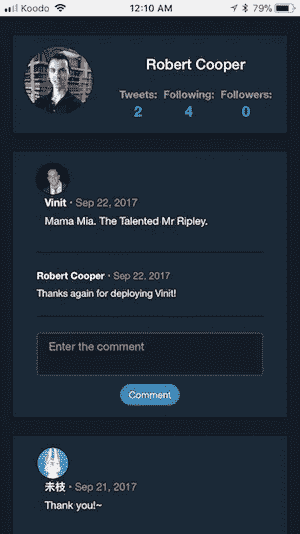 Koodo 12:10 AM 79%
Robert Cooper
Tweets: Following: Followers:
2 4 0
Vinit • Sep 22, 2017
Mama Mia. The Talented Mr Ripley.
Robert Cooper • Sep 22, 2017
Thanks again for deploying Vinit!
Enter the comment
Comment
未枝 • Sep 21, 2017
Thank you!~